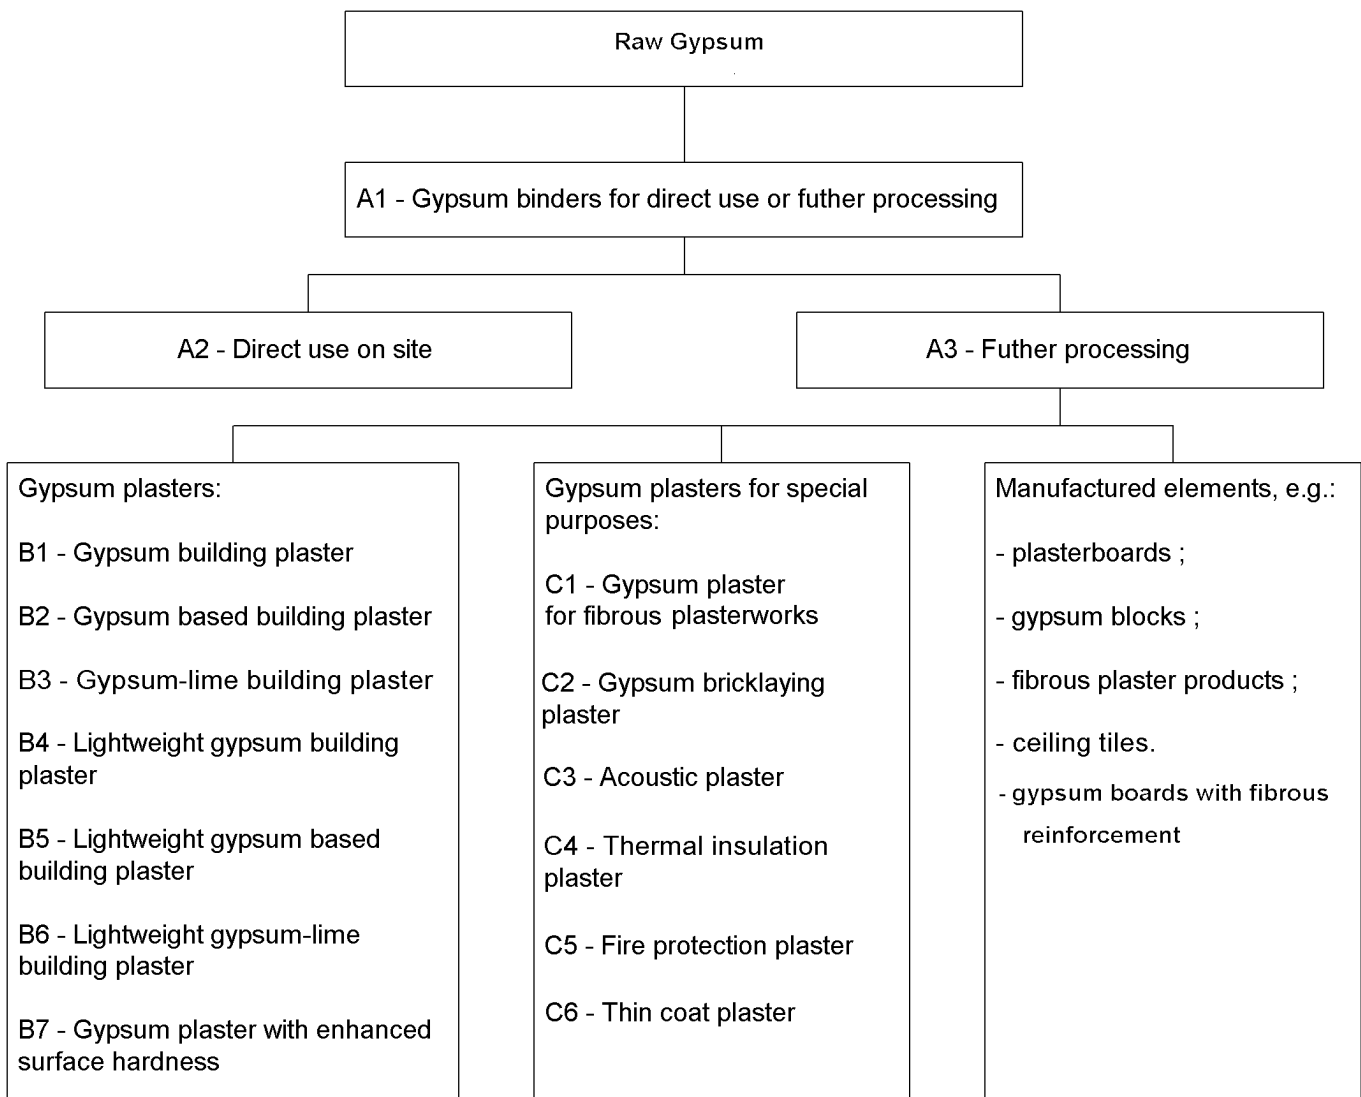 Raw Gypsum
A1 - Gypsum binders for direct use or futher processing
A2 - Direct use on site
A3 - Futher processing
Gypsum plasters:
B1 - Gypsum building plaster
B2 - Gypsum based building plaster
B3 - Gypsum-lime building plaster
B4 - Lightweight gypsum building
plaster
B5 - Lightweight gypsum based
building plaster
B6 - Lightweight gypsum-lime
building plaster
B7 - Gypsum plaster with enhanced
surface hardness
Gypsum plasters for special
purposes:
C1 - Gypsum plaster
for fibrous plasterworks
C2 - Gypsum bricklaying
plaster
C3 - Acoustic plaster
C4 - Thermal insulation
plaster
C5 - Fire protection plaster
C6 - Thin coat plaster
Manufactured elements, e.g.:
- plasterboards ;
- gypsum blocks ;
- fibrous plaster products ;
- ceiling tiles.
- gypsum boards with fibrous
reinforcement